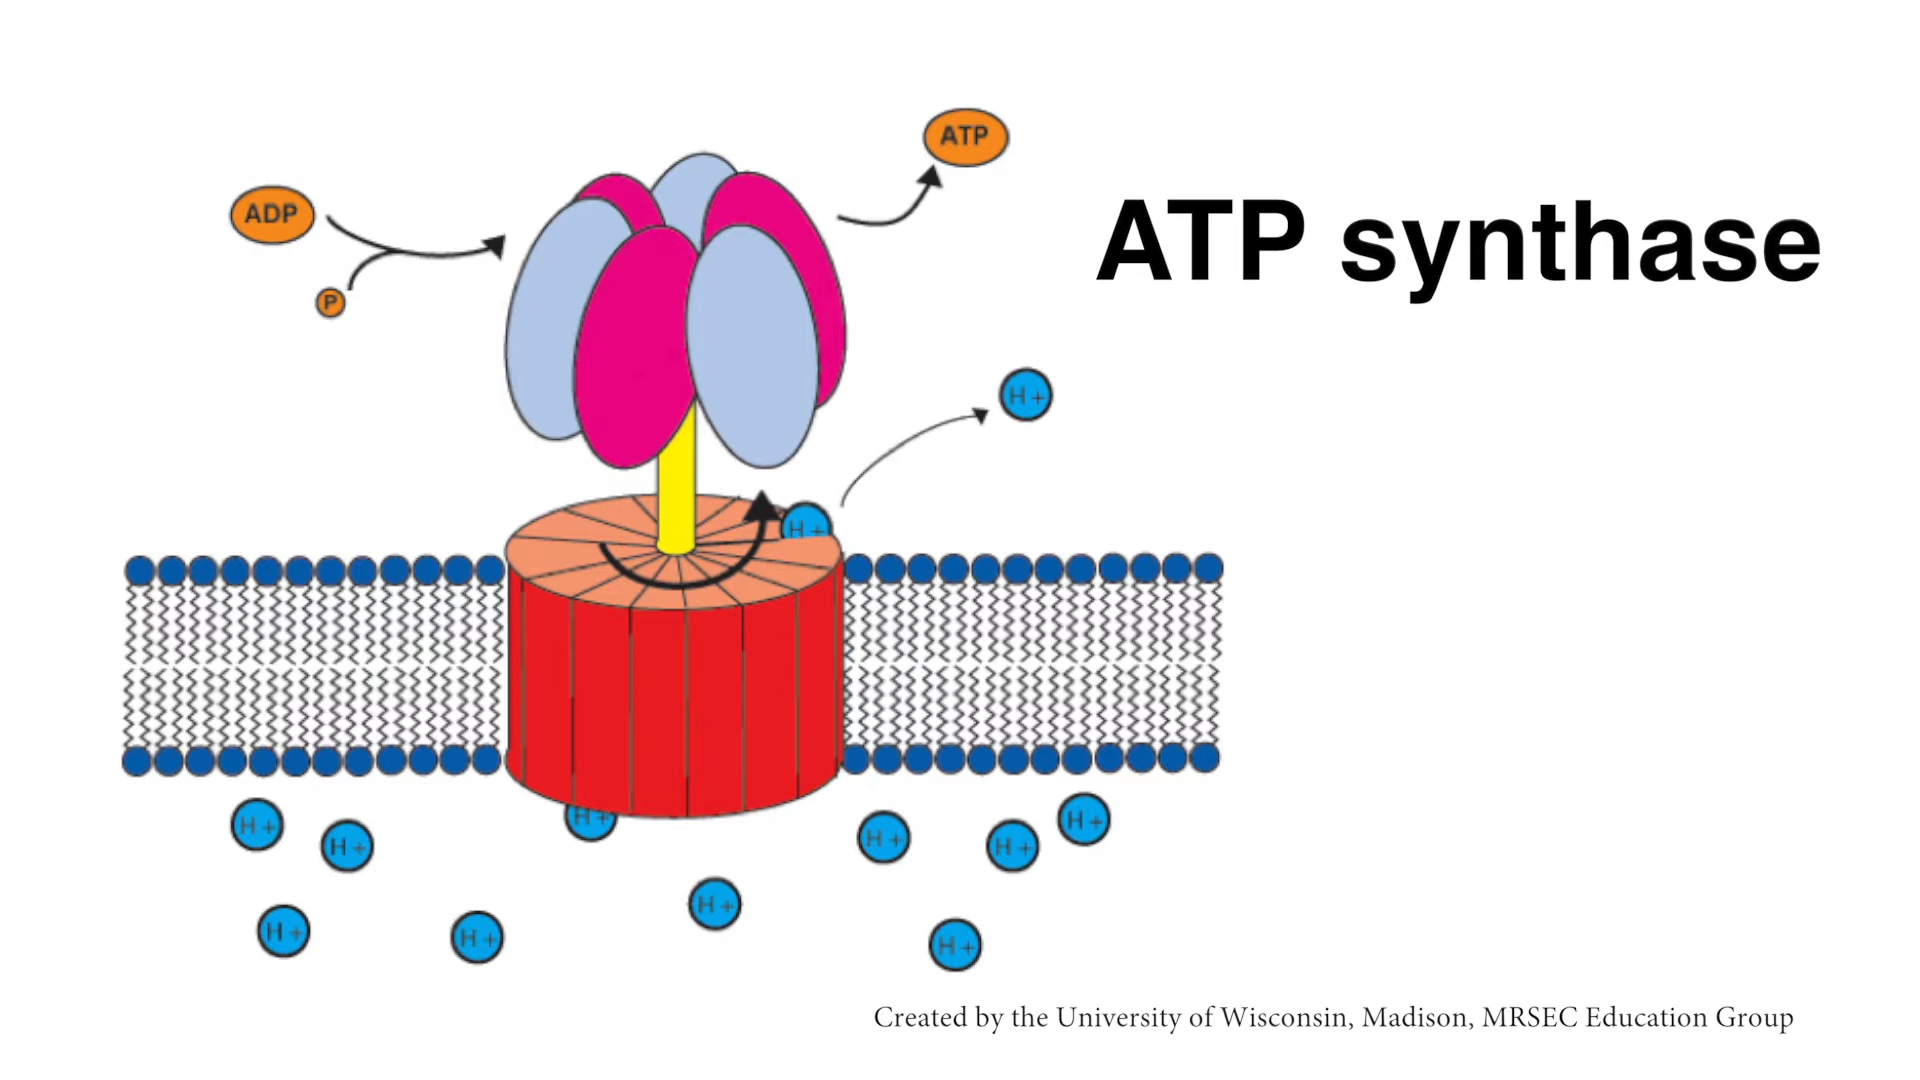 ATP
ADP
ATP synthase
P
H +
H +
H +
H +
H +
H +
H +
H +
H +
H +
H +
H +
Created by the University of Wisconsin, Madison, MRSEC Education Group